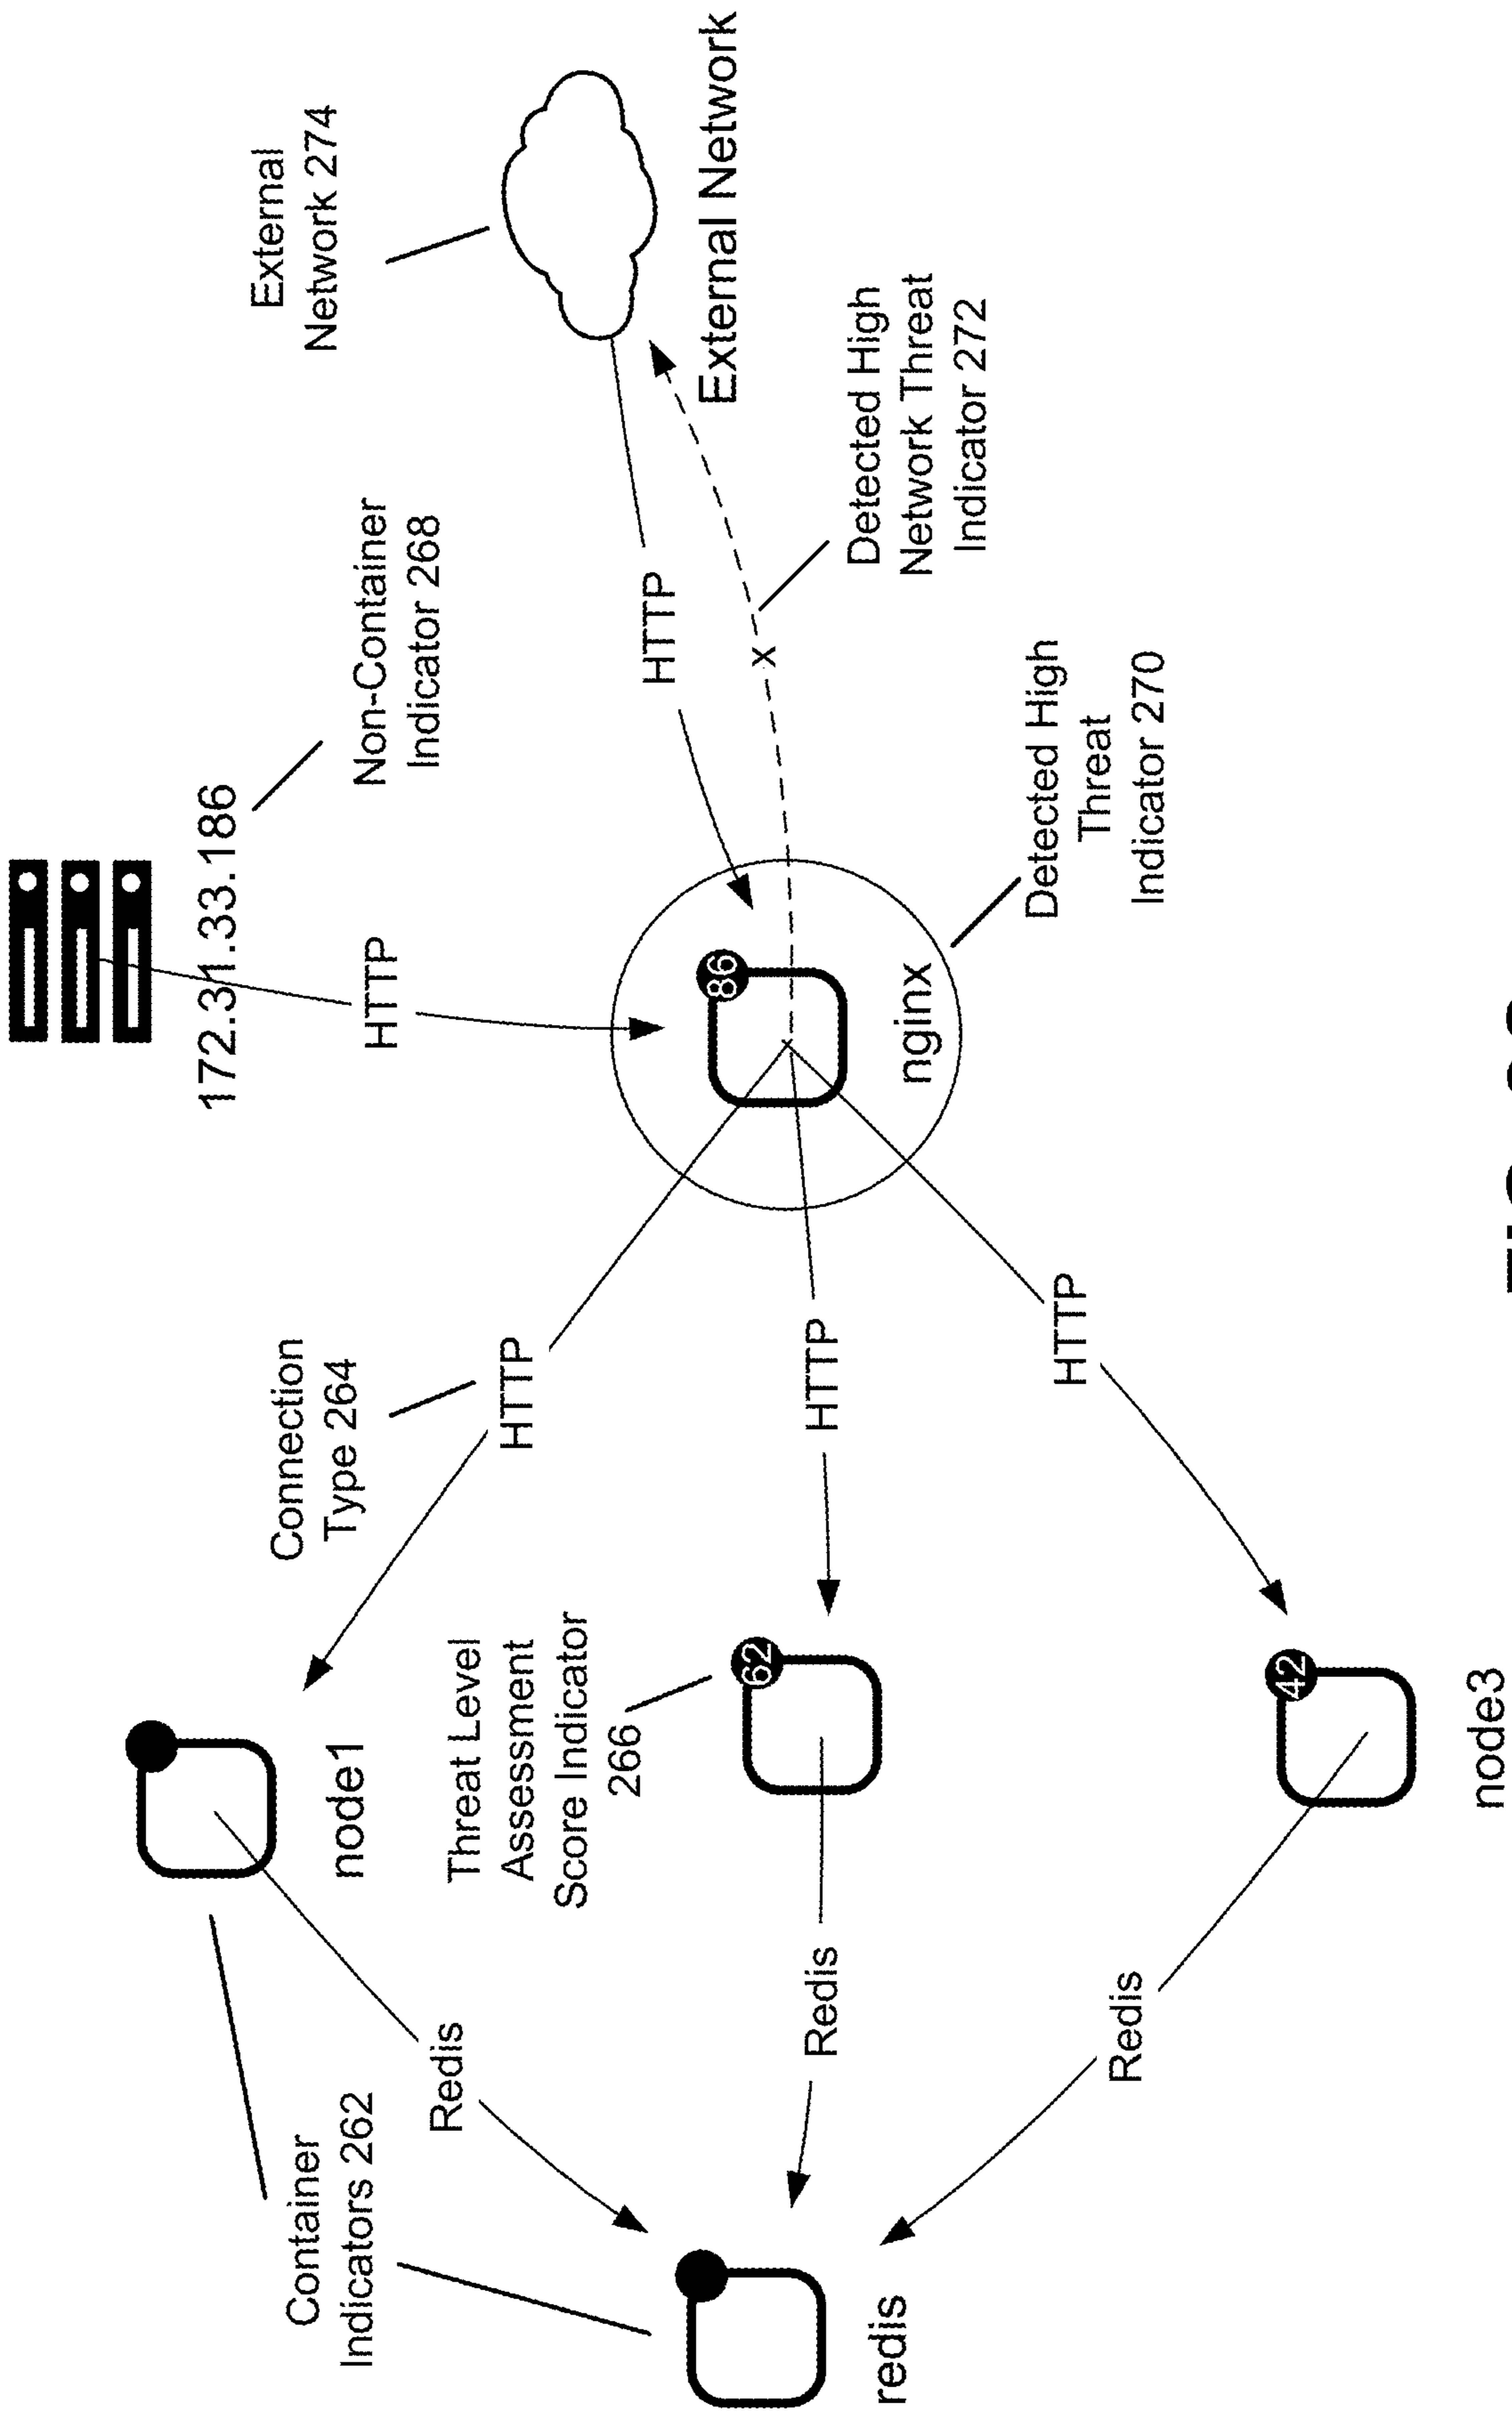 172.31.33.186
External
Network 274
Connection
Type 264
Container
Indicators 262
node1
Non-Container
Indicator 268
HTTP
Redis
Threat Level
Assessment
Score Indicator
266
HTTP
HTTP
External Network
86
62
x
redis
Redis
HTTP
nginx
Detected High
Network Threat
Indicator 272
Detected High
Threat
Indicator 270
Redis
HTTP
42
node3